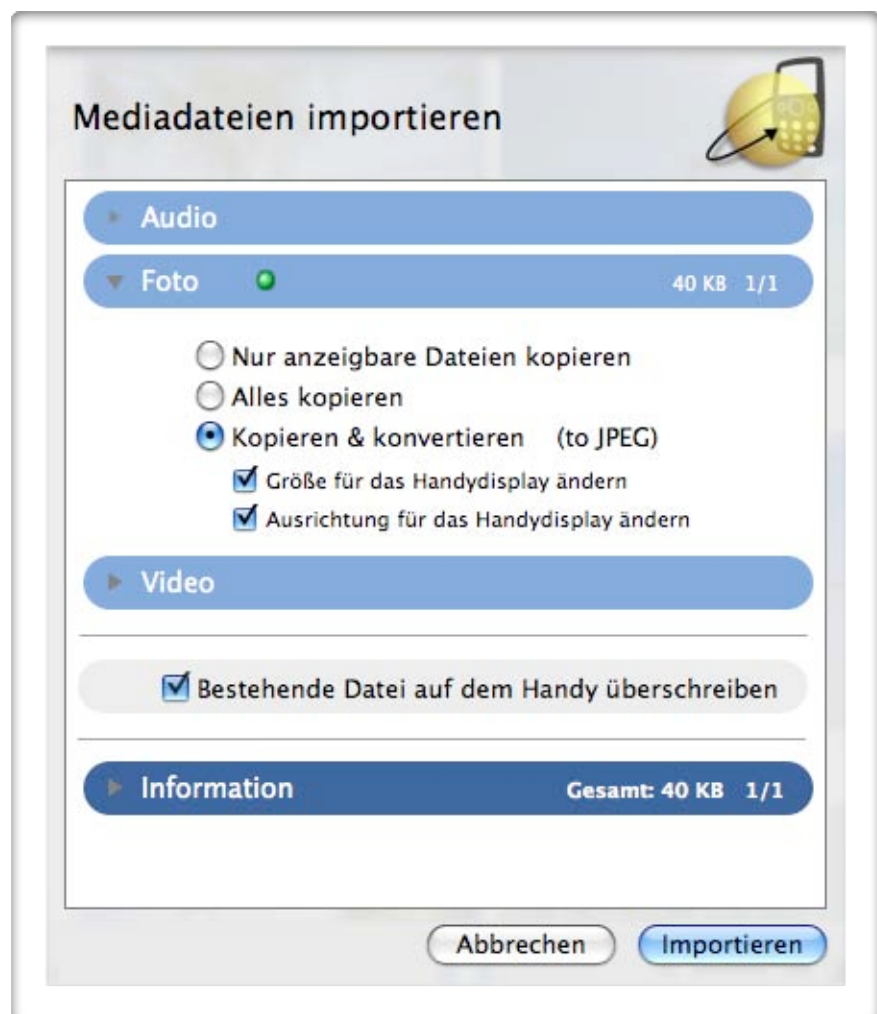 Mediadateien importieren
Audio
Foto 40 KB 1/1
Nur anzeigbare Dateien kopieren
Alles kopieren
Kopieren & konvertieren (to JPEG)
Größe für das Handydisplay ändern
Ausrichtung für das Handydisplay ändern
Video
Bestehende Datei auf dem Handy überschreiben
Information Gesamt: 40 KB 1/1
Abbrechen Importieren